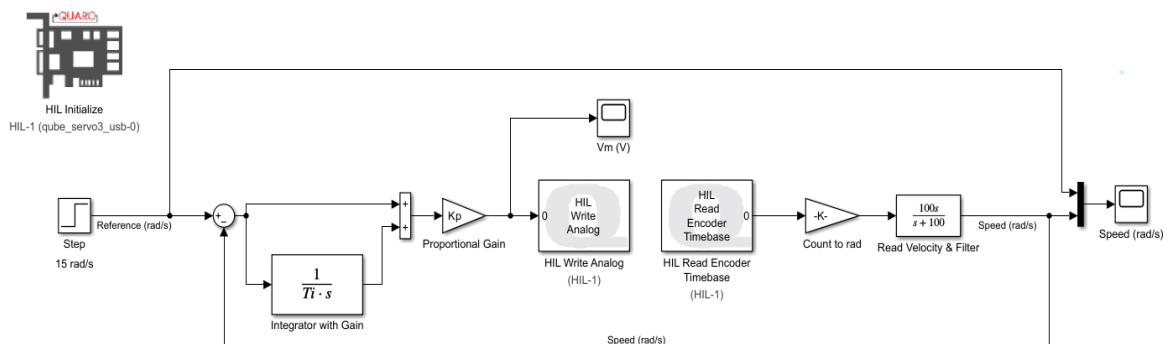 QUARC
HIL Initialize
HIL-1 (qube_servo3_usb-0)
Vm (V)
Step
15 rad/s
Reference (rad/s)
+
−
1
Ti · s
Integrator with Gain
+
+
Kp
Proportional Gain
0
HIL
Write
Analog
HIL Write Analog
(HIL-1)
HIL
Read
Encoder
Timebase
0
HIL Read Encoder
Timebase
(HIL-1)
-K-
Count to rad
100s
s + 100
Read Velocity & Filter
Speed (rad/s)
Speed (rad/s)
Speed (rad/s)